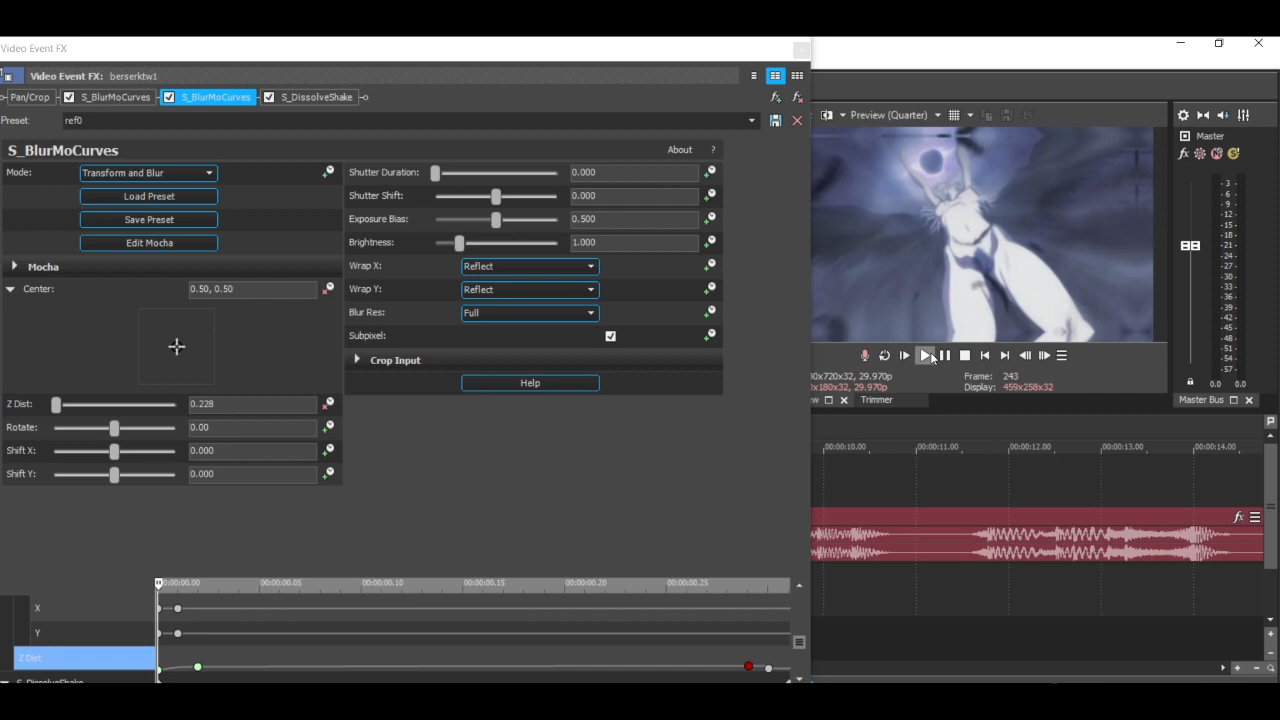 Video Event FX
Video Event FX: berserktw1
Pan/Crop S_BlurMoCurves S_BlurMoCurves S_DissolveShake
Preset: ref0
S_BlurMoCurves About ?
Mode: Transform and Blur
Load Preset
Save Preset
Edit Mocha
Mocha
Center: 0.50, 0.50
Z Dist: 0.228
Rotate: 0.00
Shift X: 0.000
Shift Y: 0.000
Shutter Duration: 0.000
Shutter Shift: 0.000
Exposure Bias: 0.500
Brightness: 1.000
Wrap X: Reflect
Wrap Y: Reflect
Blur Res: Full
Subpixel:
Crop Input
Help
00:00:00.05 00:00:00.10 00:00:00.15 00:00:00.20 00:00:00.25
X
Y
Z Dist
S_DissolveShake
Preview (Quarter)
Frame: 243
Display: 459x258x32
0x720x32, 29.970p
x180x32, 29.970p
Trimmer
Master
fx
-3
-6
-9
-12
-15
-18
-21
-24
-27
-30
-33
-36
-39
-42
-45
-48
-51
-54
-57
0.0 0.0
Master Bus
00:00:10.00 00:00:11.00 00:00:12.00 00:00:13.00 00:00:14.00
fx